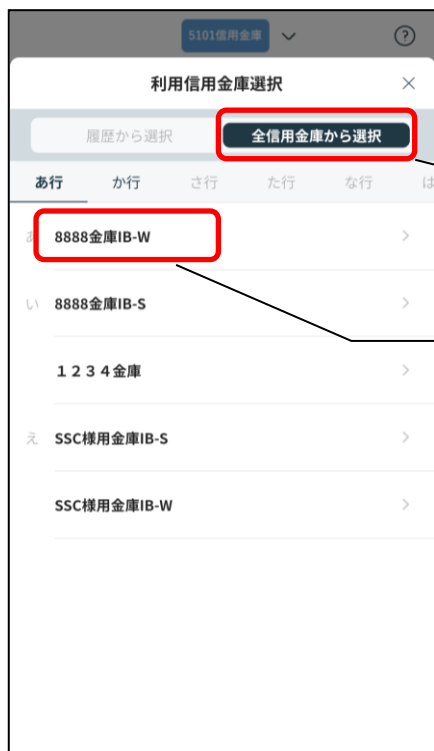 5101信用金庫
?
利用信用金庫選択
履歴から選択 全信用金庫から選択
あ行 か行 さ行 た行 な行 は
あ 8888金庫IB-W
い 8888金庫IB-S
１２３４金庫
え SSC様用金庫IB-S
SSC様用金庫IB-W